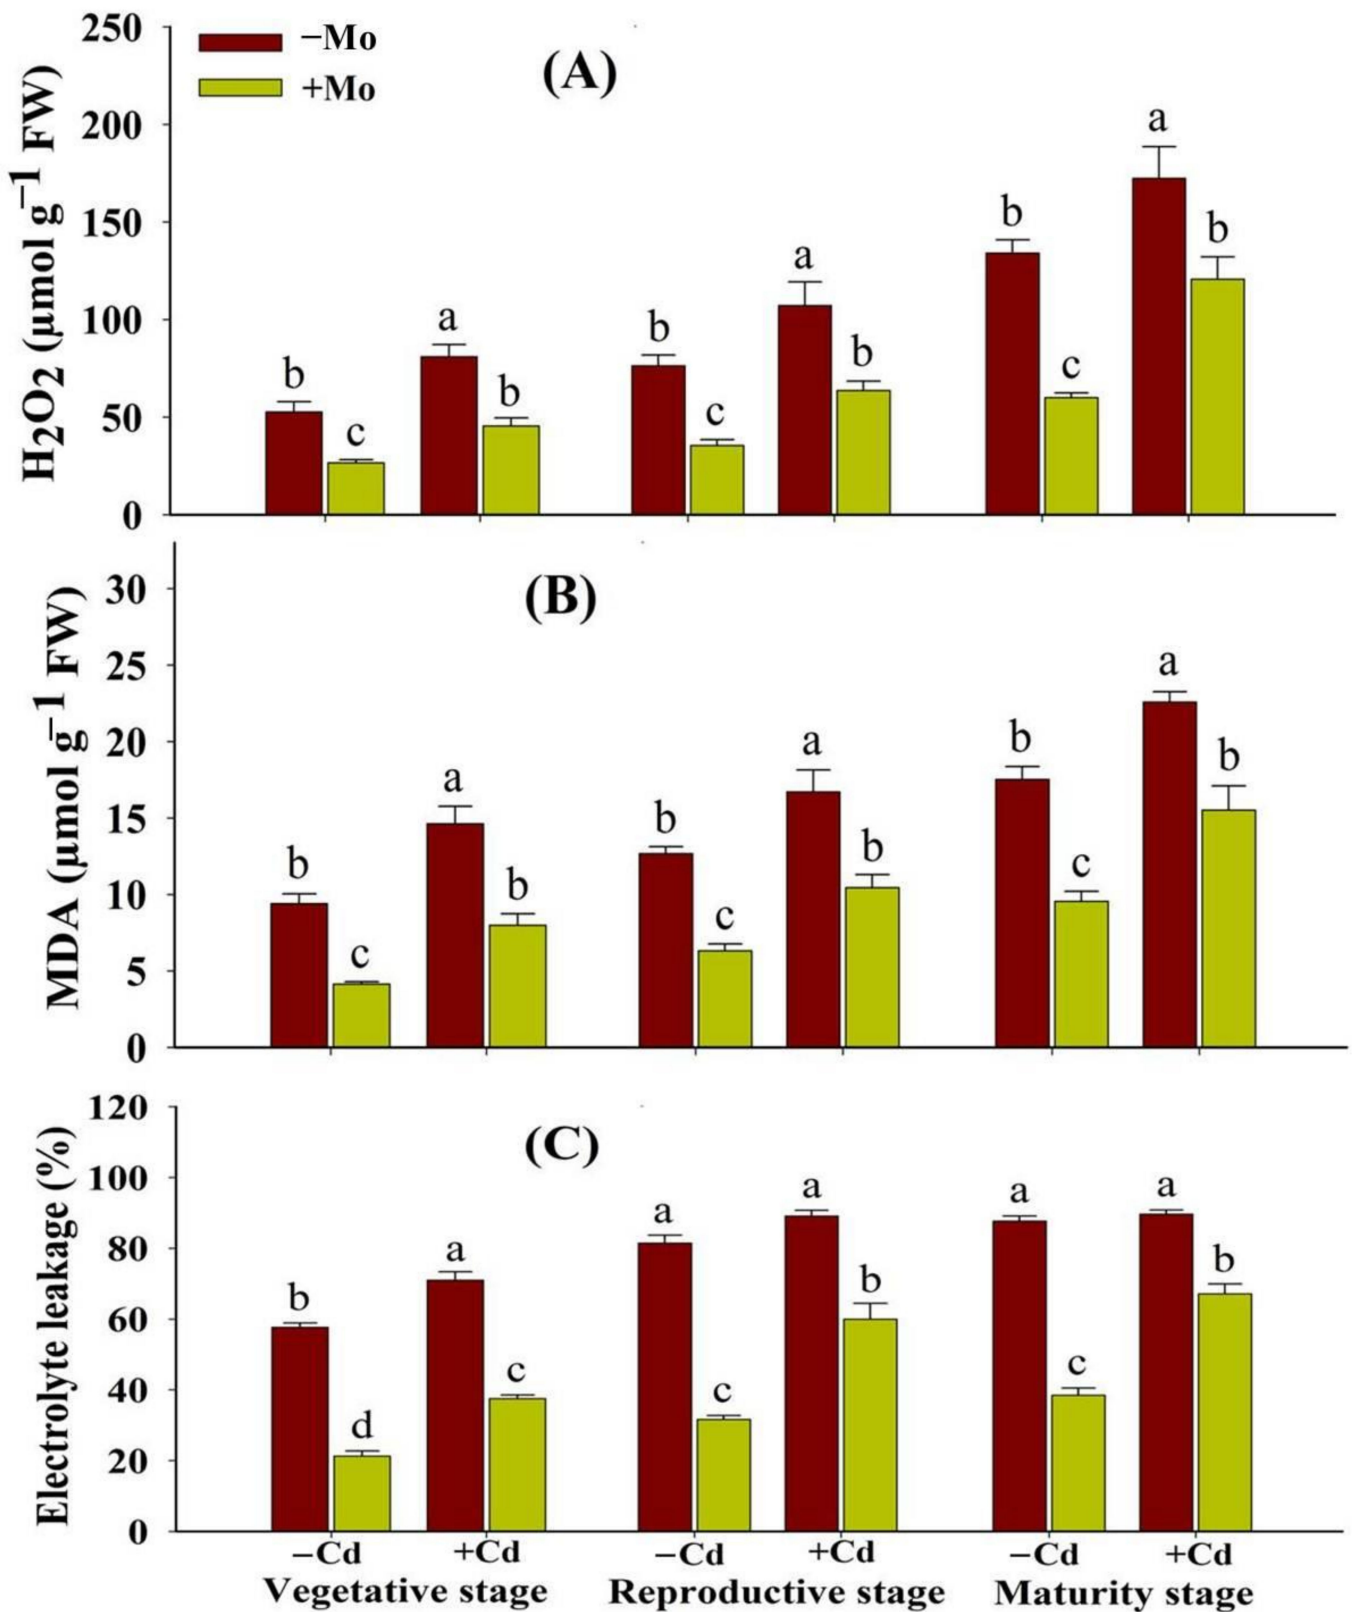 250
200
150
100
50
0
H2O2 (µmol g−1 FW)
−Mo
+Mo
(A)
b
c
a
b
b
c
a
b
b
c
a
b
30
25
20
15
10
5
0
MDA (µmol g−1 FW)
(B)
b
c
a
b
b
c
a
b
b
c
a
b
120
100
80
60
40
20
0
Electrolyte leakage (%)
(C)
b
d
a
c
a
c
a
b
a
c
a
b
−Cd +Cd −Cd +Cd −Cd +Cd
Vegetative stage Reproductive stage Maturity stage